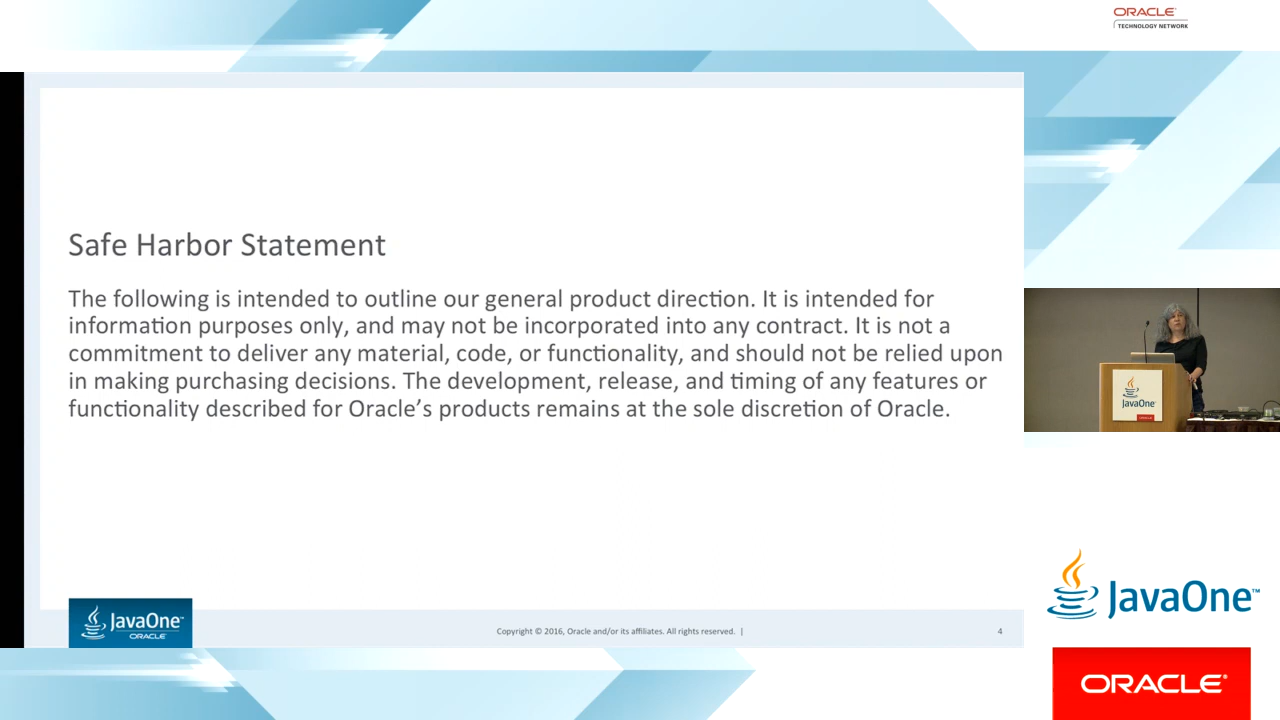 ORACLE
TECHNOLOGY NETWORK
Safe Harbor Statement
The following is intended to outline our general product direction. It is intended for
information purposes only, and may not be incorporated into any contract. It is not a
commitment to deliver any material, code, or functionality, and should not be relied upon
in making purchasing decisions. The development, release, and timing of any features or
functionality described for Oracle’s products remains at the sole discretion of Oracle.
JavaOne™
ORACLE
Copyright © 2016, Oracle and/or its affiliates. All rights reserved. |
4
JavaOne
ORACLE
JavaOne™
ORACLE®